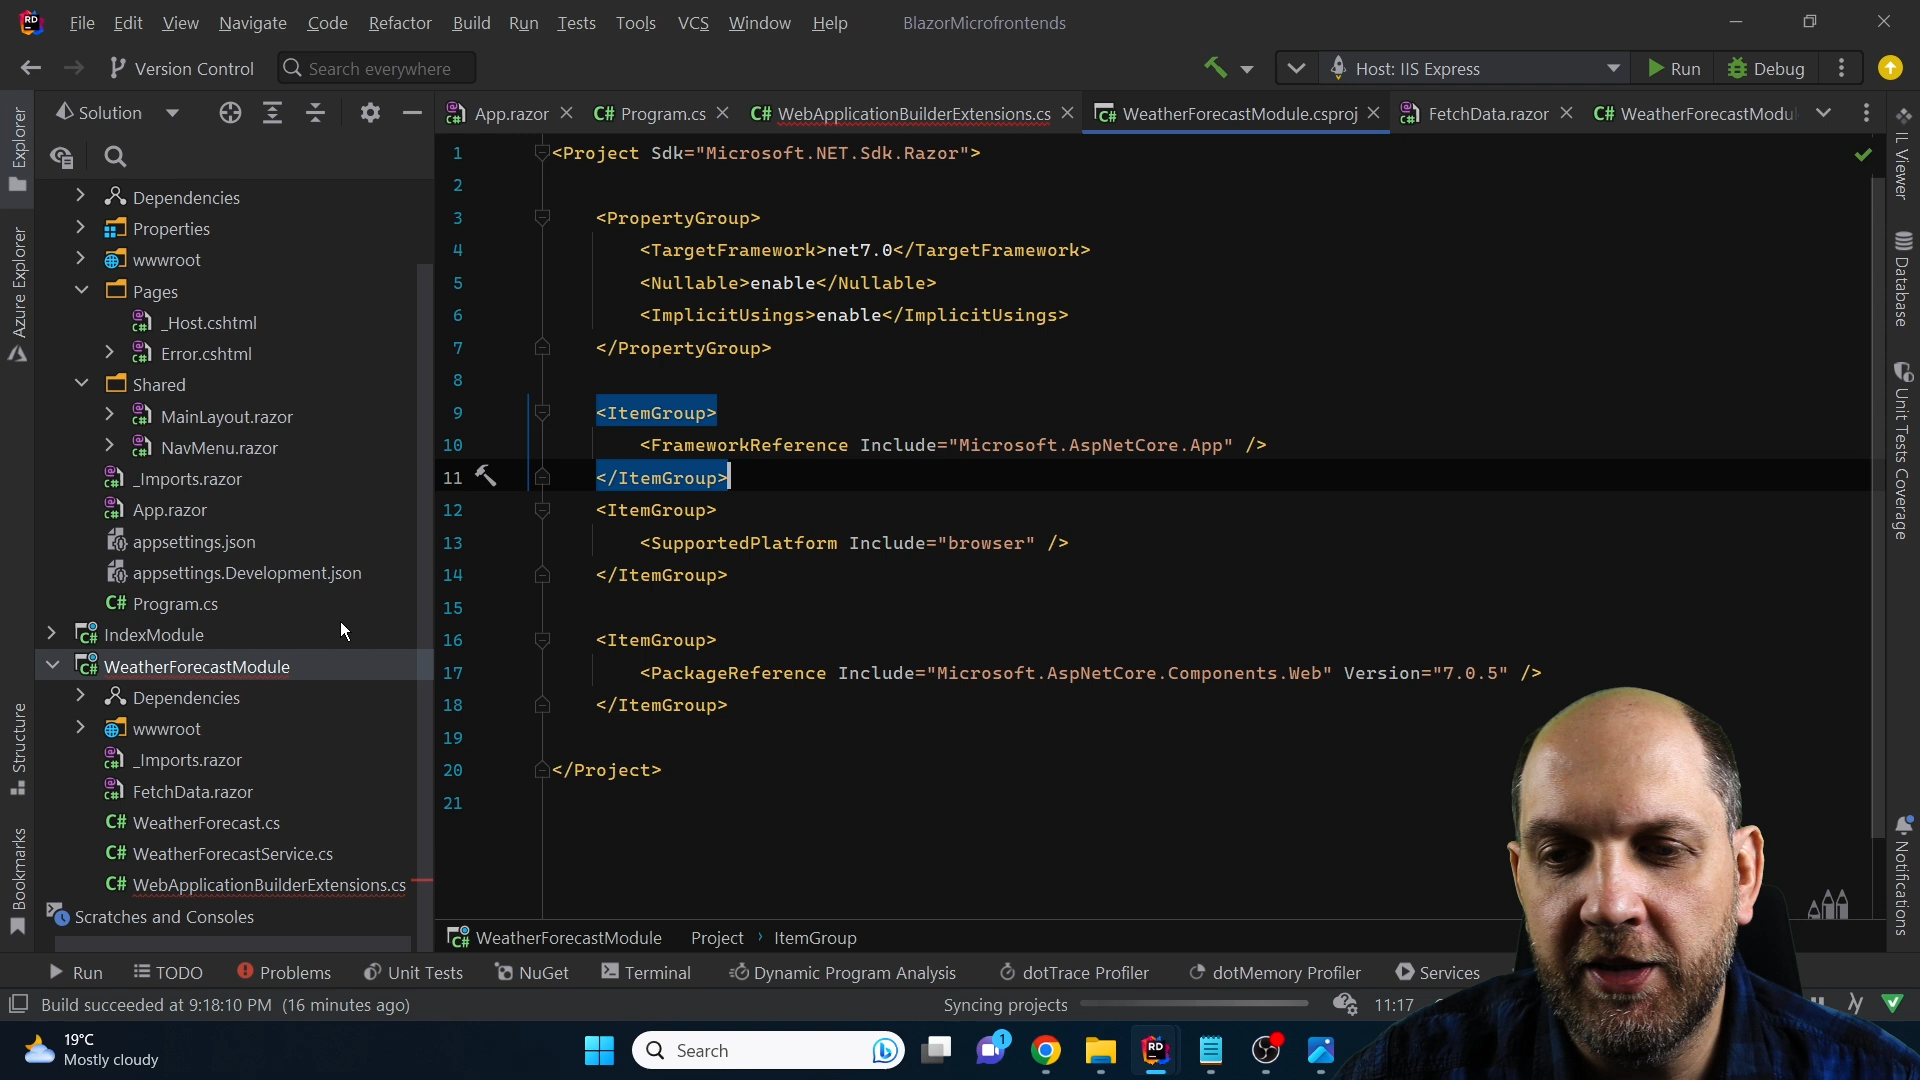 RD
File Edit View Navigate Code Refactor Build Run Tests Tools VCS Window Help BlazorMicrofrontends
Version Control Search everywhere Host: IIS Express Run Debug
Solution
App.razor C# Program.cs C# WebApplicationBuilderExtensions.cs WeatherForecastModule.csproj FetchData.razor C# WeatherForecastModul
Explorer
Azure Explorer
Structure
Bookmarks
Dependencies
Properties
wwwroot
Pages
_Host.cshtml
Error.cshtml
Shared
MainLayout.razor
NavMenu.razor
_Imports.razor
App.razor
appsettings.json
appsettings.Development.json
C# Program.cs
IndexModule
WeatherForecastModule
Dependencies
wwwroot
_Imports.razor
FetchData.razor
C# WeatherForecast.cs
C# WeatherForecastService.cs
C# WebApplicationBuilderExtensions.cs
Scratches and Consoles
1 <Project Sdk="Microsoft.NET.Sdk.Razor">
2
3 <PropertyGroup>
4 <TargetFramework>net7.0</TargetFramework>
5 <Nullable>enable</Nullable>
6 <ImplicitUsings>enable</ImplicitUsings>
7 </PropertyGroup>
8
9 <ItemGroup>
10 <FrameworkReference Include="Microsoft.AspNetCore.App" />
11 </ItemGroup>
12 <ItemGroup>
13 <SupportedPlatform Include="browser" />
14 </ItemGroup>
15
16 <ItemGroup>
17 <PackageReference Include="Microsoft.AspNetCore.Components.Web" Version="7.0.5" />
18 </ItemGroup>
19
20 </Project>
21
IL Viewer
Database
Unit Tests Coverage
Notifications
WeatherForecastModule Project › ItemGroup
Run TODO Problems Unit Tests NuGet Terminal Dynamic Program Analysis dotTrace Profiler dotMemory Profiler Services
Build succeeded at 9:18:10 PM (16 minutes ago) Syncing projects 11:17
19°C
Mostly cloudy
Search
1
RD